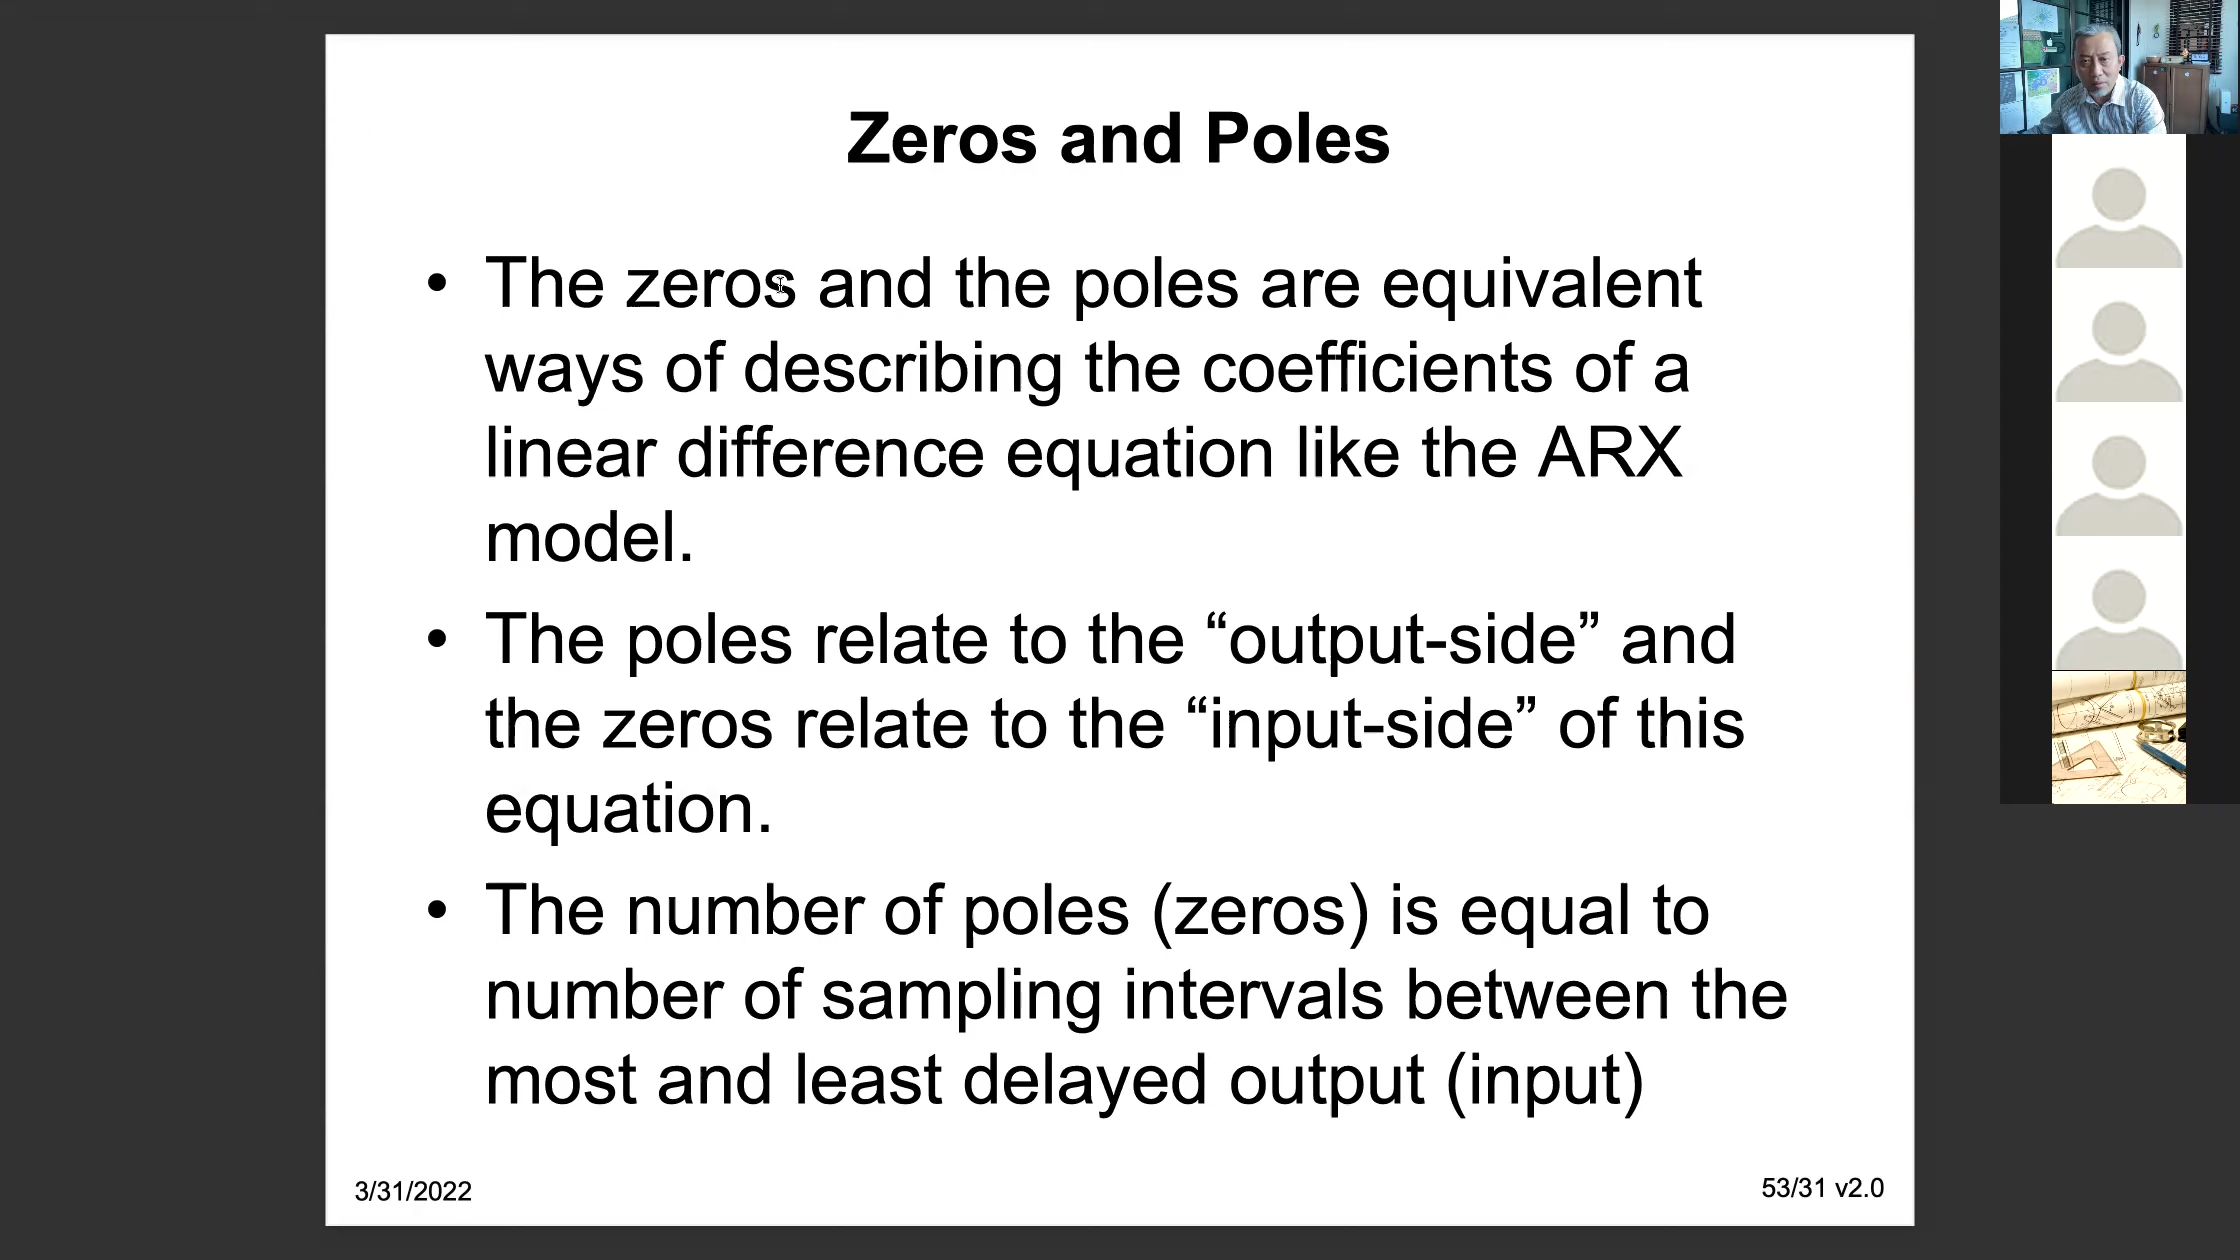 Zeros and Poles
• The zeros and the poles are equivalent
ways of describing the coefficients of a
linear difference equation like the ARX
model.
• The poles relate to the “output-side” and
the zeros relate to the “input-side” of this
equation.
• The number of poles (zeros) is equal to
number of sampling intervals between the
most and least delayed output (input)
3/31/2022
53/31 v2.0